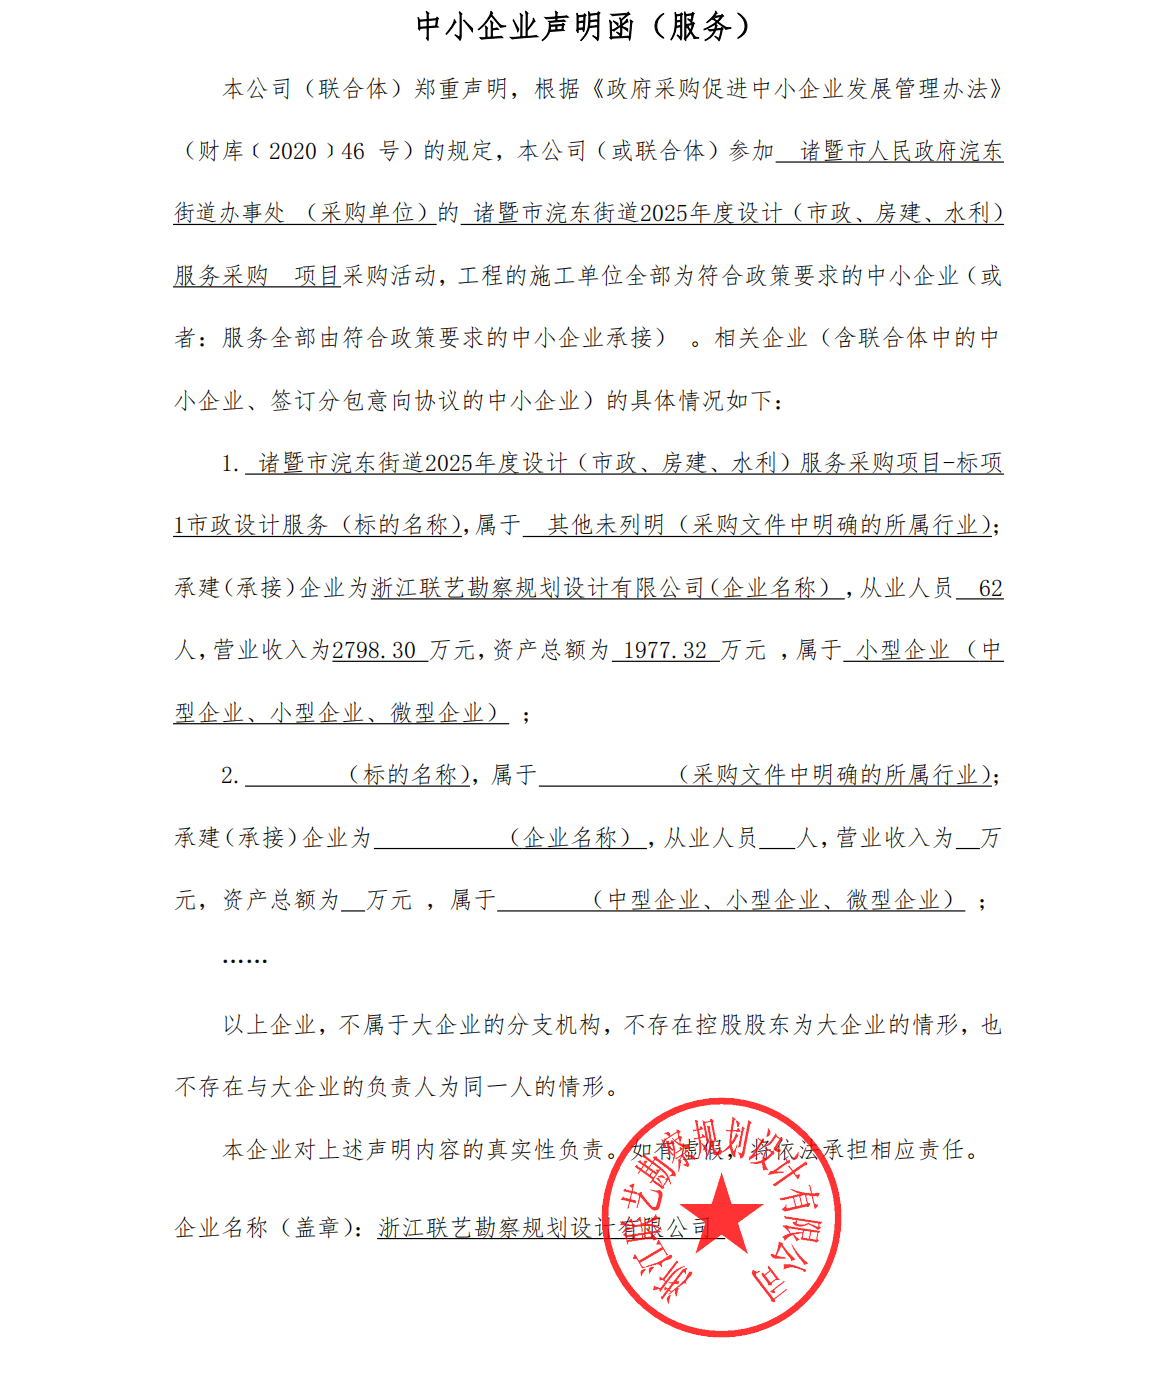 中小企业声明函（服务）
本公司（联合体）郑重声明，根据《政府采购促进中小企业发展管理办法》
（财库﹝2020﹞46 号）的规定，本公司（或联合体）参加 诸暨市人民政府浣东
街道办事处 （采购单位）的 诸暨市浣东街道2025年度设计（市政、房建、水利）
服务采购 项目采购活动，工程的施工单位全部为符合政策要求的中小企业（或
者：服务全部由符合政策要求的中小企业承接） 。相关企业（含联合体中的中
小企业、签订分包意向协议的中小企业）的具体情况如下：
1. 诸暨市浣东街道2025年度设计（市政、房建、水利）服务采购项目-标项
1市政设计服务（标的名称），属于 其他未列明（采购文件中明确的所属行业）；
承建（承接）企业为浙江联艺勘察规划设计有限公司（企业名称） ，从业人员 62
人，营业收入为2798.30 万元，资产总额为 1977.32 万元 ，属于 小型企业（中
型企业、小型企业、微型企业） ；
2. （标的名称），属于 （采购文件中明确的所属行业）；
承建（承接）企业为 （企业名称） ，从业人员 人，营业收入为 万
元，资产总额为 万元 ，属于 （中型企业、小型企业、微型企业） ；
……
以上企业，不属于大企业的分支机构，不存在控股股东为大企业的情形，也
不存在与大企业的负责人为同一人的情形。
本企业对上述声明内容的真实性负责。如有虚假，将依法承担相应责任。
企业名称（盖章）：浙江联艺勘察规划设计有限公司
浙江联艺勘察规划设计有限公司